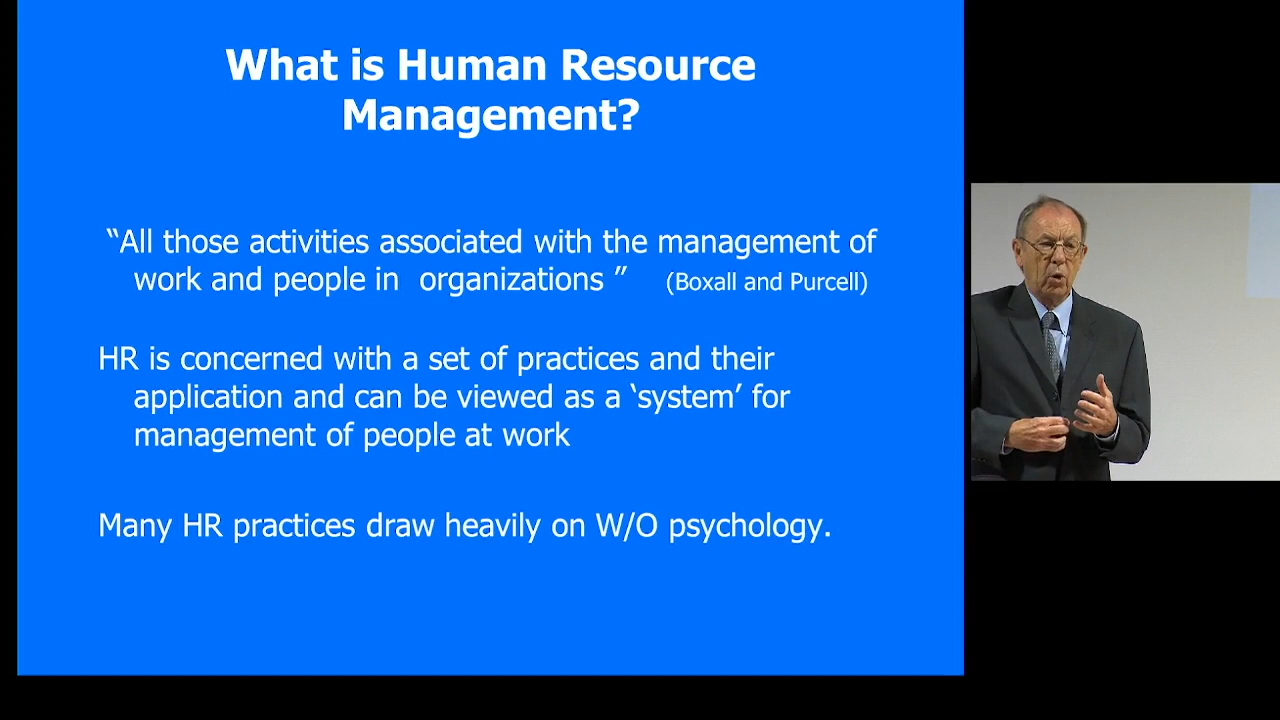 What is Human Resource
Management?
“All those activities associated with the management of
work and people in  organizations ”    (Boxall and Purcell)
HR is concerned with a set of practices and their
application and can be viewed as a ‘system’ for
management of people at work
Many HR practices draw heavily on W/O psychology.